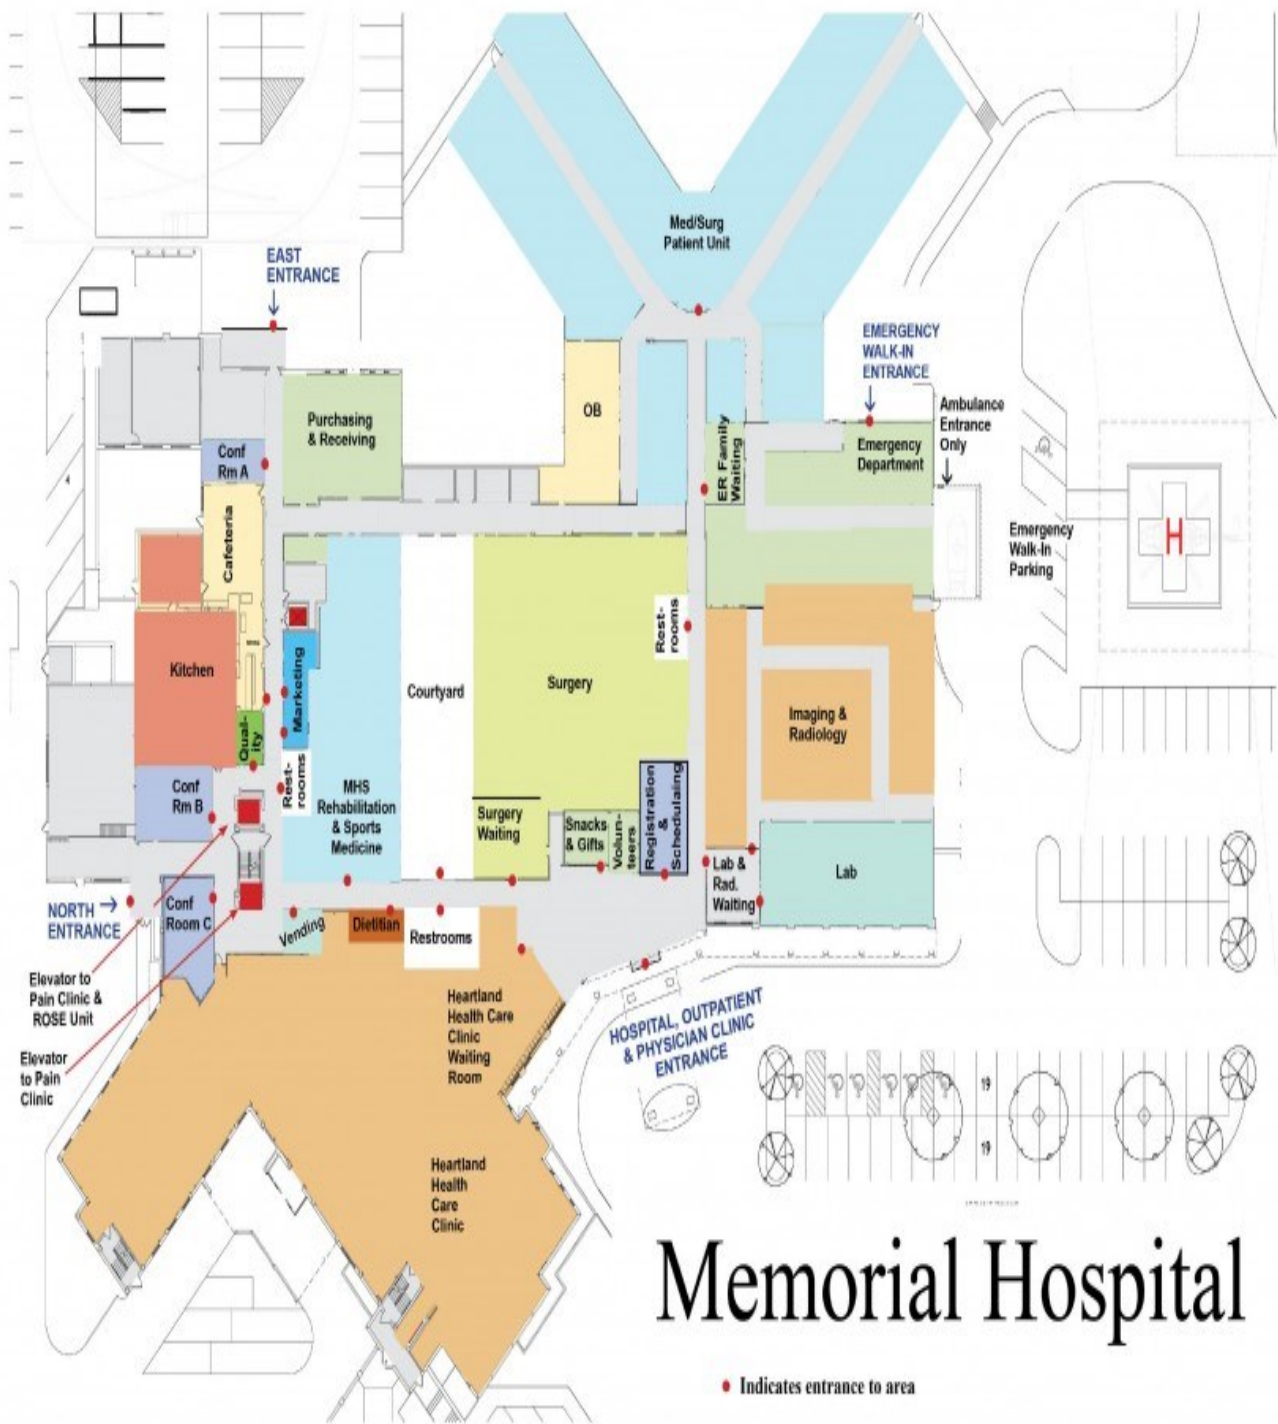 Med/Surg
Patient Unit
EAST
ENTRANCE
EMERGENCY
WALK-IN
ENTRANCE
Ambulance
Entrance
Only
Purchasing
& Receiving
OB
ER Family
Waiting
Emergency
Department
Conf
Rm A
Cafeteria
Emergency
Walk-In
Parking
H
Rest-
rooms
Kitchen
Marketing
Courtyard
Surgery
Imaging &
Radiology
Qual-
ity
Rest-
rooms
Conf
Rm B
MHS
Rehabilitation
& Sports
Medicine
Surgery
Waiting
Snacks
& Gifts
Volun-
teers
Registration
&
Schedulaing
Lab &
Rad.
Waiting
Lab
NORTH
ENTRANCE
Conf
Room C
Vending
Dietitian
Restrooms
Elevator to
Pain Clinic &
ROSE Unit
Elevator
to Pain
Clinic
Heartland
Health Care
Clinic
Waiting
Room
HOSPITAL, OUTPATIENT
& PHYSICIAN CLINIC
ENTRANCE
19
19
Heartland
Health
Care
Clinic
Memorial Hospital
Indicates entrance to area